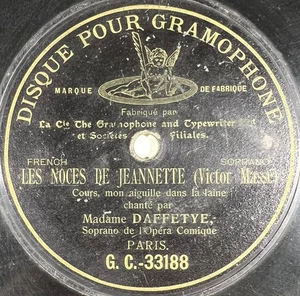 DISQUE POUR GRAMOPHONE
MARQUE DE FABRIQUE
Fabriqué par
La Cie The Gramophone and Typewriter
et Sociétés Filiales.
FRENCH SOPRANO
LES NOCES DE JEANNETTE (Victor Massé)
Cours, mon aiguille dans la laine
chanté par
Madame DAFFETYE,
Soprano de l'Opéra Comique
PARIS.
G. C.-33188